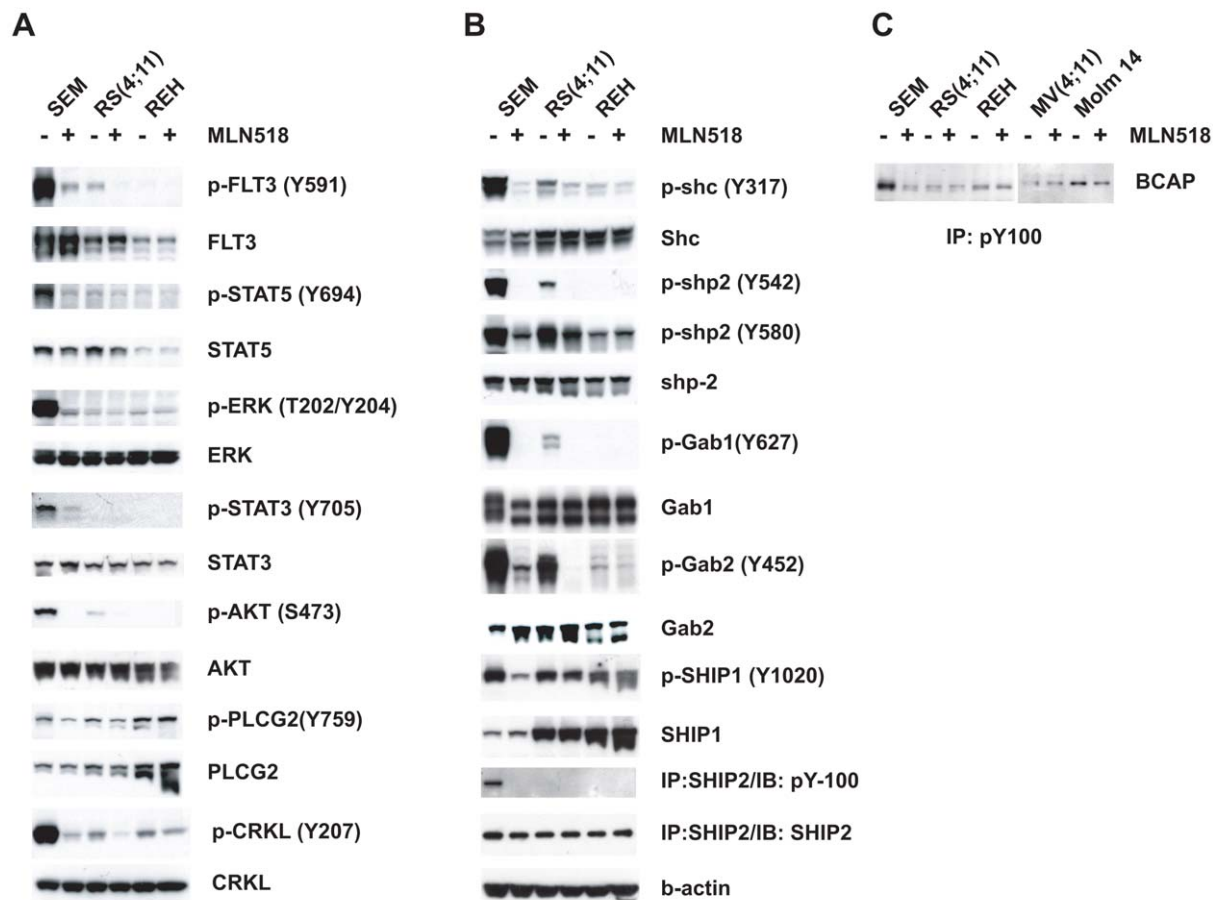 A
SEM RS(4;11) REH
- + - + - + MLN518
p-FLT3 (Y591)
FLT3
p-STAT5 (Y694)
STAT5
p-ERK (T202/Y204)
ERK
p-STAT3 (Y705)
STAT3
p-AKT (S473)
AKT
p-PLCG2(Y759)
PLCG2
p-CRKL (Y207)
CRKL
B
SEM RS(4;11) REH
- + - + - + MLN518
p-shc (Y317)
Shc
p-shp2 (Y542)
p-shp2 (Y580)
shp-2
p-Gab1(Y627)
Gab1
p-Gab2 (Y452)
Gab2
p-SHIP1 (Y1020)
SHIP1
IP:SHIP2/IB: pY-100
IP:SHIP2/IB: SHIP2
b-actin
C
SEM RS(4;11) REH MV(4;11) Molm 14
- + - + - + - + - + MLN518
BCAP
IP: pY100